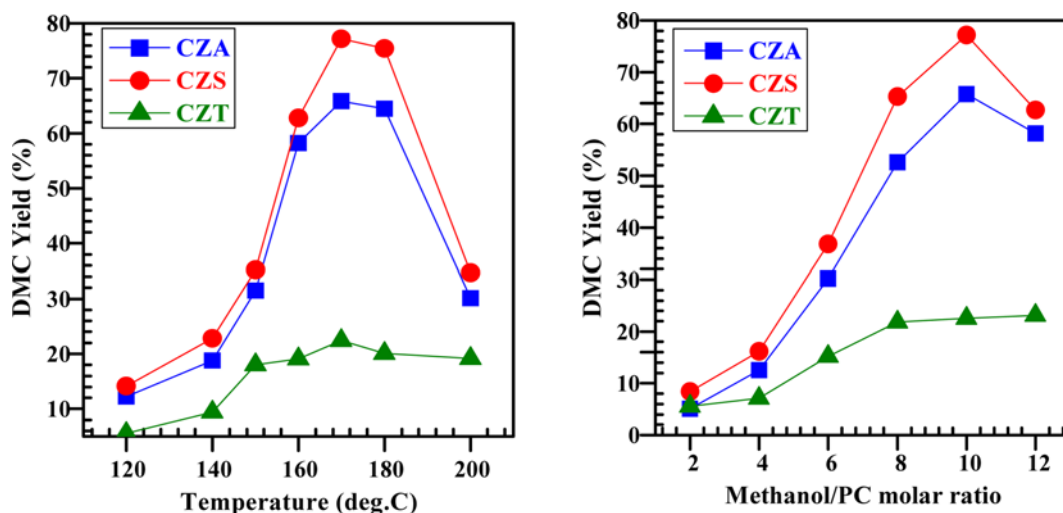 80
70
60
50
40
30
20
10
DMC Yield (%)
CZA
CZS
CZT
120 140 160 180 200
Temperature (deg.C)
80
70
60
50
40
30
20
10
0
DMC Yield (%)
CZA
CZS
CZT
2 4 6 8 10 12
Methanol/PC molar ratio